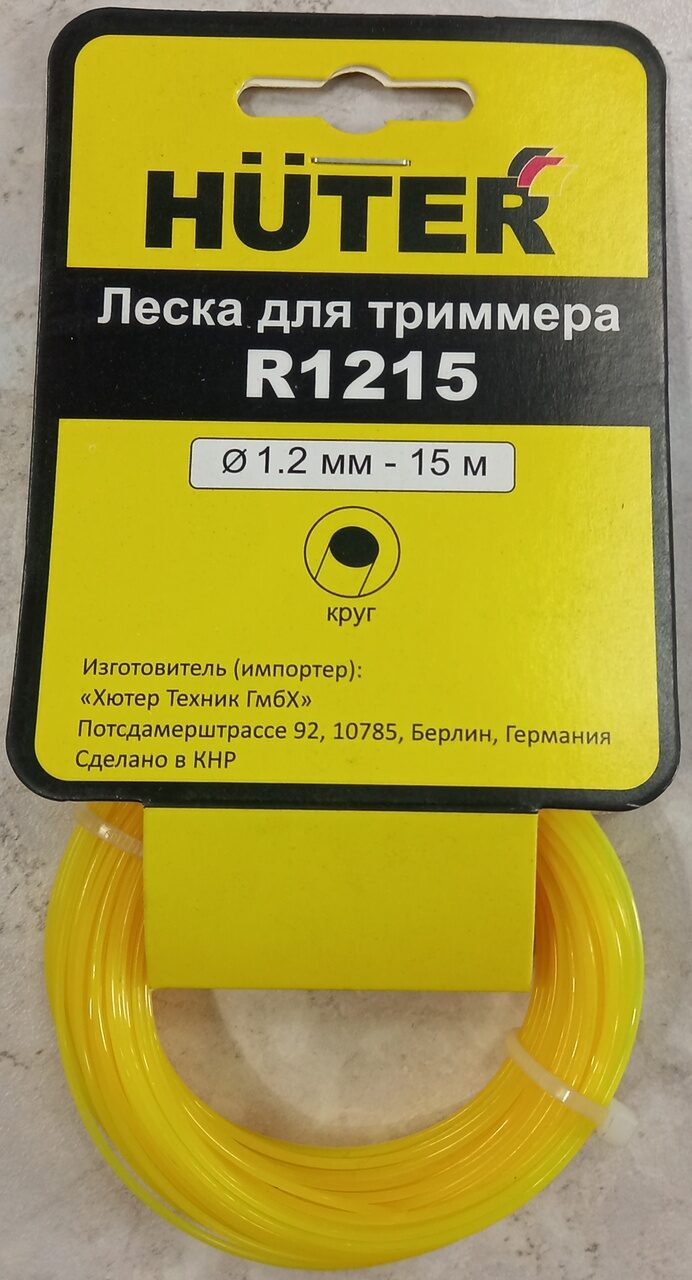 HÜTER
Леска для триммера
R1215
Ø 1.2 мм - 15 м
круг
Изготовитель (импортер):
«Хютер Техник ГмбХ»
Потсдамерштрассе 92, 10785, Берлин, Германия
Сделано в КНР